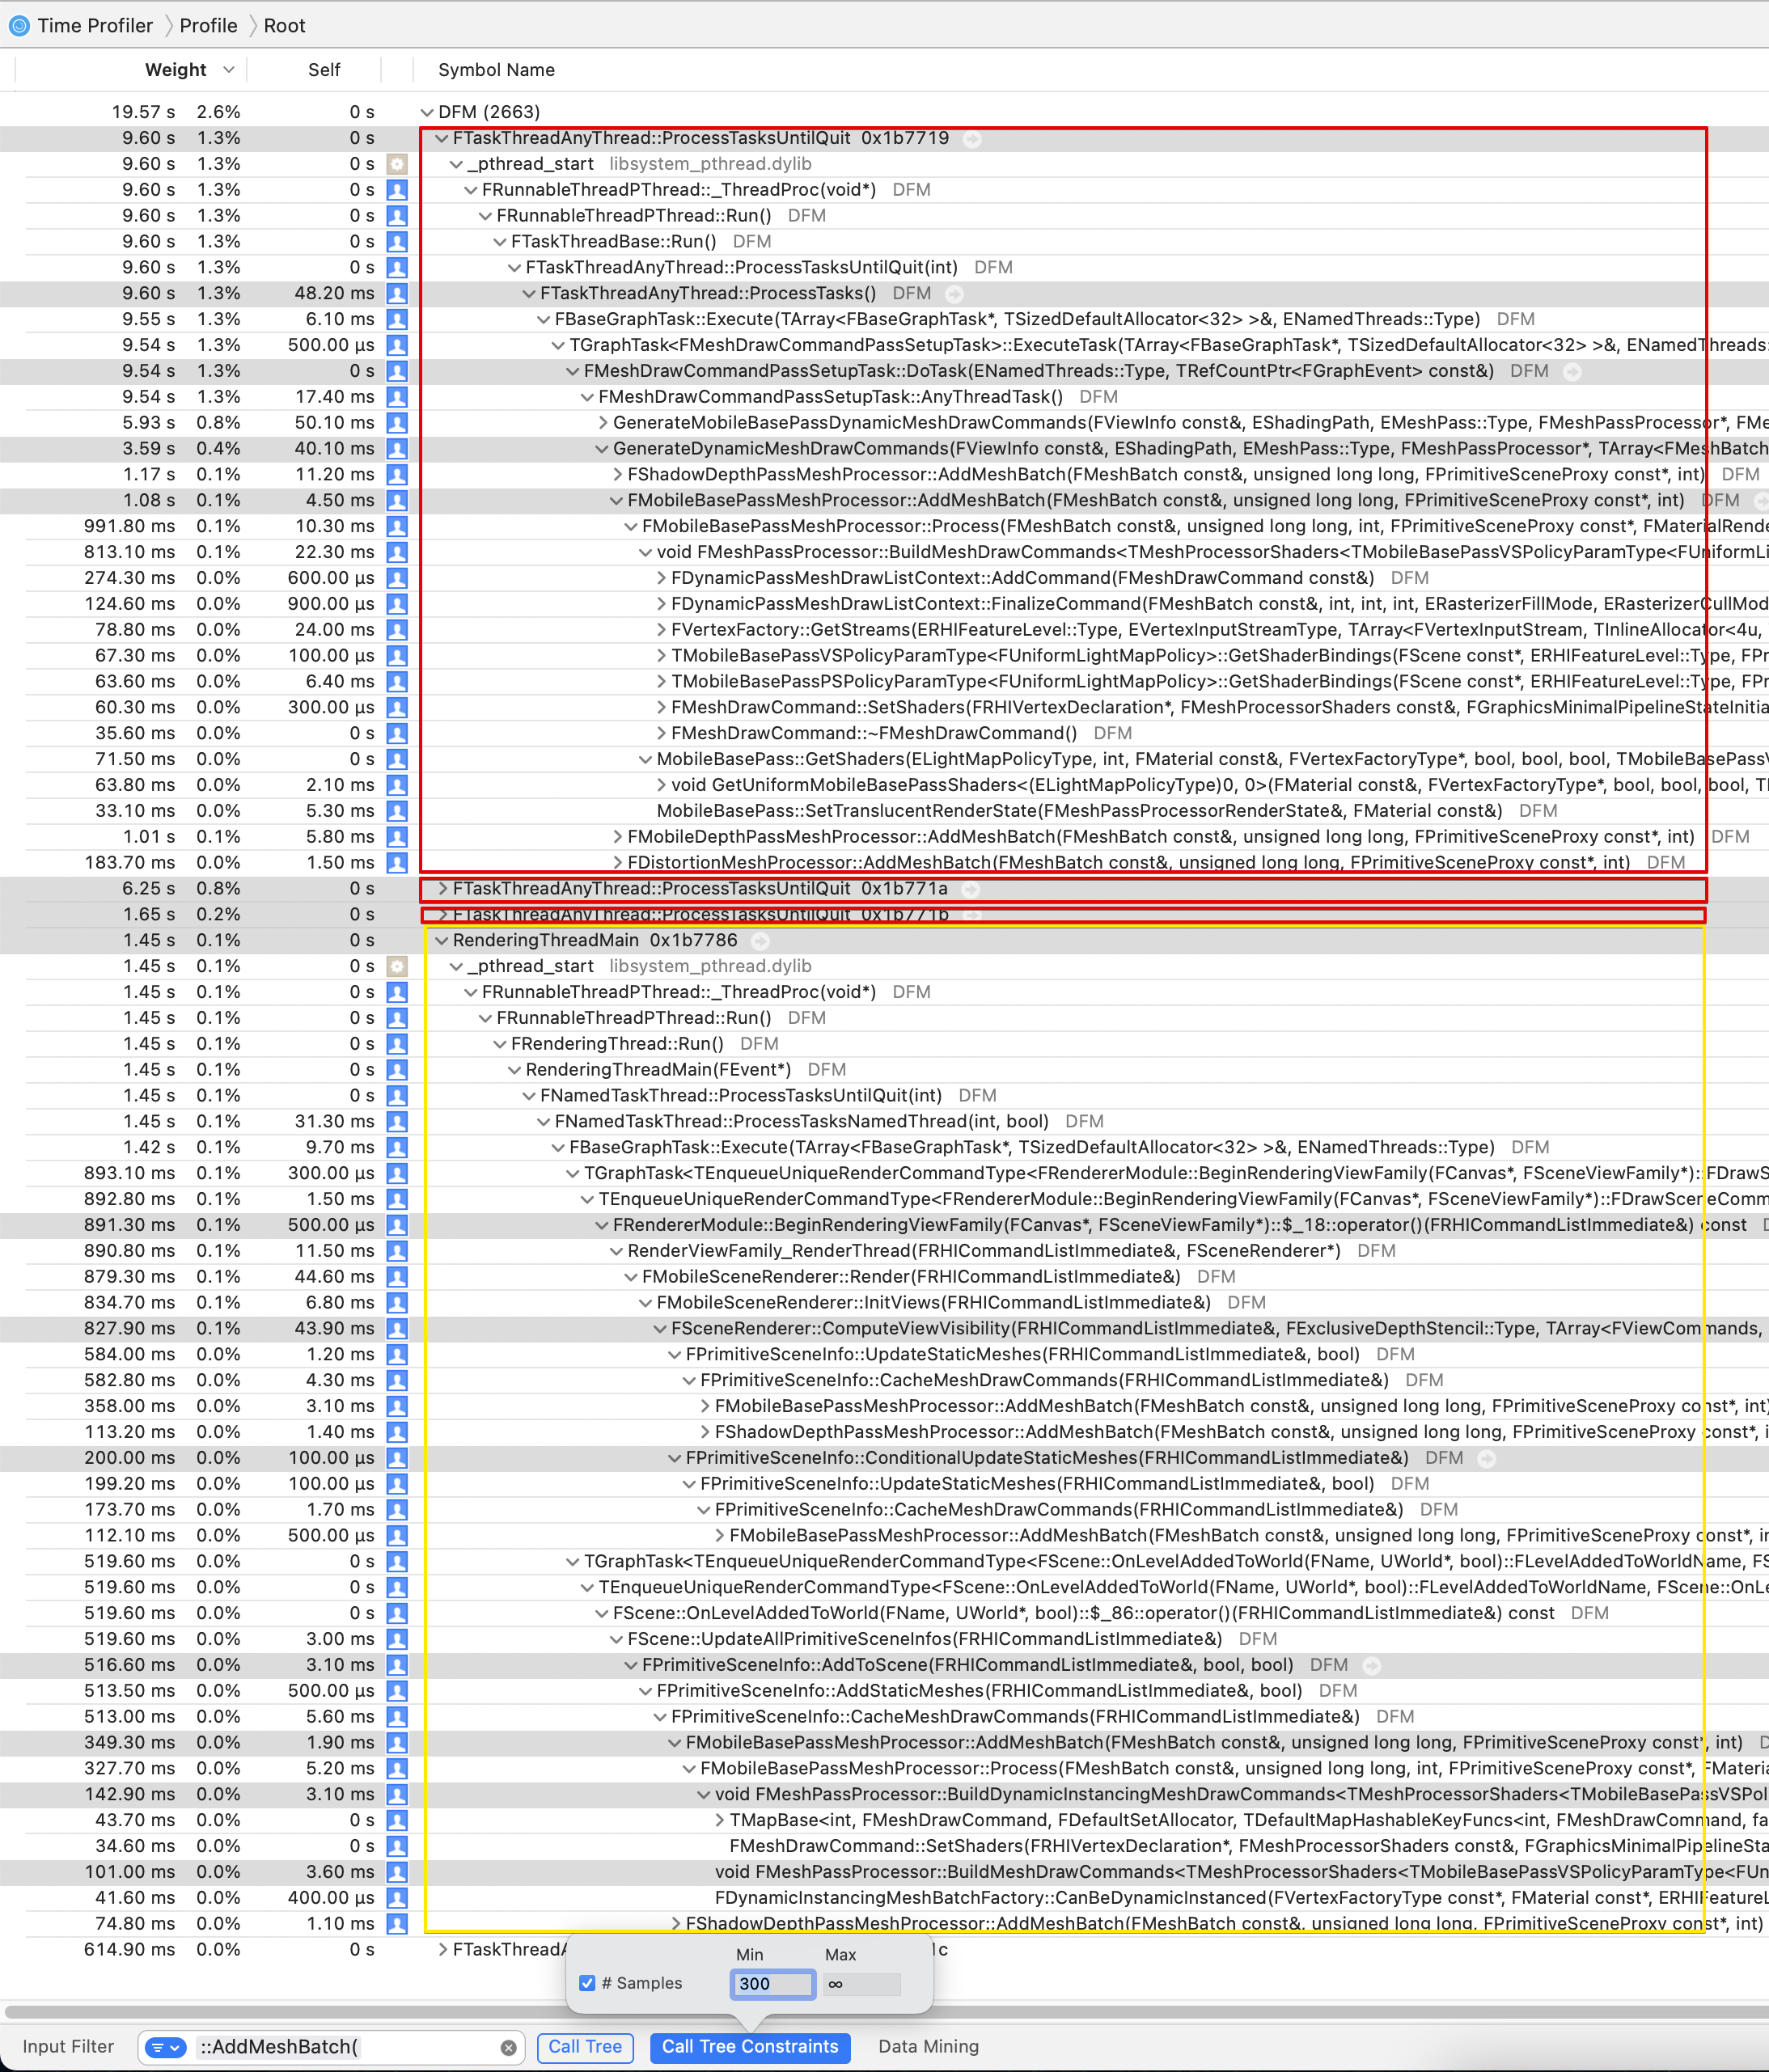 Time Profiler Profile Root
Weight Self Symbol Name
19.57 s 2.6% 0 s DFM (2663)
9.60 s 1.3% 0 s FTaskThreadAnyThread::ProcessTasksUntilQuit 0x1b7719
9.60 s 1.3% 0 s _pthread_start libsystem_pthread.dylib
9.60 s 1.3% 0 s FRunnableThreadPThread::_ThreadProc(void*) DFM
9.60 s 1.3% 0 s FRunnableThreadPThread::Run() DFM
9.60 s 1.3% 0 s FTaskThreadBase::Run() DFM
9.60 s 1.3% 0 s FTaskThreadAnyThread::ProcessTasksUntilQuit(int) DFM
9.60 s 1.3% 48.20 ms FTaskThreadAnyThread::ProcessTasks() DFM
9.55 s 1.3% 6.10 ms FBaseGraphTask::Execute(TArray<FBaseGraphTask*, TSizedDefaultAllocator<32> >&, ENamedThreads::Type) DFM
9.54 s 1.3% 500.00 µs TGraphTask<FMeshDrawCommandPassSetupTask>::ExecuteTask(TArray<FBaseGraphTask*, TSizedDefaultAllocator<32> >&, ENamedThreads:
9.54 s 1.3% 0 s FMeshDrawCommandPassSetupTask::DoTask(ENamedThreads::Type, TRefCountPtr<FGraphEvent> const&) DFM
9.54 s 1.3% 17.40 ms FMeshDrawCommandPassSetupTask::AnyThreadTask() DFM
5.93 s 0.8% 50.10 ms GenerateMobileBasePassDynamicMeshDrawCommands(FViewInfo const&, EShadingPath, EMeshPass::Type, FMeshPassProcessor*, FMe
3.59 s 0.4% 40.10 ms GenerateDynamicMeshDrawCommands(FViewInfo const&, EShadingPath, EMeshPass::Type, FMeshPassProcessor*, TArray<FMeshBatch
1.17 s 0.1% 11.20 ms FShadowDepthPassMeshProcessor::AddMeshBatch(FMeshBatch const&, unsigned long long, FPrimitiveSceneProxy const*, int) DFM
1.08 s 0.1% 4.50 ms FMobileBasePassMeshProcessor::AddMeshBatch(FMeshBatch const&, unsigned long long, FPrimitiveSceneProxy const*, int) DFM
991.80 ms 0.1% 10.30 ms FMobileBasePassMeshProcessor::Process(FMeshBatch const&, unsigned long long, int, FPrimitiveSceneProxy const*, FMaterialRende
813.10 ms 0.1% 22.30 ms void FMeshPassProcessor::BuildMeshDrawCommands<TMeshProcessorShaders<TMobileBasePassVSPolicyParamType<FUniformLi
274.30 ms 0.0% 600.00 µs FDynamicPassMeshDrawListContext::AddCommand(FMeshDrawCommand const&) DFM
124.60 ms 0.0% 900.00 µs FDynamicPassMeshDrawListContext::FinalizeCommand(FMeshBatch const&, int, int, int, ERasterizerFillMode, ERasterizerCullMod
78.80 ms 0.0% 24.00 ms FVertexFactory::GetStreams(ERHIFeatureLevel::Type, EVertexInputStreamType, TArray<FVertexInputStream, TInlineAllocator<4u,
67.30 ms 0.0% 100.00 µs TMobileBasePassVSPolicyParamType<FUniformLightMapPolicy>::GetShaderBindings(FScene const*, ERHIFeatureLevel::Type, FPr
63.60 ms 0.0% 6.40 ms TMobileBasePassPSPolicyParamType<FUniformLightMapPolicy>::GetShaderBindings(FScene const*, ERHIFeatureLevel::Type, FPr
60.30 ms 0.0% 300.00 µs FMeshDrawCommand::SetShaders(FRHIVertexDeclaration*, FMeshProcessorShaders const&, FGraphicsMinimalPipelineStateInitia
35.60 ms 0.0% 0 s FMeshDrawCommand::~FMeshDrawCommand() DFM
71.50 ms 0.0% 0 s MobileBasePass::GetShaders(ELightMapPolicyType, int, FMaterial const&, FVertexFactoryType*, bool, bool, bool, TMobileBasePassV
63.80 ms 0.0% 2.10 ms void GetUniformMobileBasePassShaders<(ELightMapPolicyType)0, 0>(FMaterial const&, FVertexFactoryType*, bool, bool, bool, T
33.10 ms 0.0% 5.30 ms MobileBasePass::SetTranslucentRenderState(FMeshPassProcessorRenderState&, FMaterial const&) DFM
1.01 s 0.1% 5.80 ms FMobileDepthPassMeshProcessor::AddMeshBatch(FMeshBatch const&, unsigned long long, FPrimitiveSceneProxy const*, int) DFM
183.70 ms 0.0% 1.50 ms FDistortionMeshProcessor::AddMeshBatch(FMeshBatch const&, unsigned long long, FPrimitiveSceneProxy const*, int) DFM
6.25 s 0.8% 0 s FTaskThreadAnyThread::ProcessTasksUntilQuit 0x1b771a
1.65 s 0.2% 0 s FTaskThreadAnyThread::ProcessTasksUntilQuit 0x1b771b
1.45 s 0.1% 0 s RenderingThreadMain 0x1b7786
1.45 s 0.1% 0 s _pthread_start libsystem_pthread.dylib
1.45 s 0.1% 0 s FRunnableThreadPThread::_ThreadProc(void*) DFM
1.45 s 0.1% 0 s FRunnableThreadPThread::Run() DFM
1.45 s 0.1% 0 s FRenderingThread::Run() DFM
1.45 s 0.1% 0 s RenderingThreadMain(FEvent*) DFM
1.45 s 0.1% 0 s FNamedTaskThread::ProcessTasksUntilQuit(int) DFM
1.45 s 0.1% 31.30 ms FNamedTaskThread::ProcessTasksNamedThread(int, bool) DFM
1.42 s 0.1% 9.70 ms FBaseGraphTask::Execute(TArray<FBaseGraphTask*, TSizedDefaultAllocator<32> >&, ENamedThreads::Type) DFM
893.10 ms 0.1% 300.00 µs TGraphTask<TEnqueueUniqueRenderCommandType<FRendererModule::BeginRenderingViewFamily(FCanvas*, FSceneViewFamily*)::FDrawS
892.80 ms 0.1% 1.50 ms TEnqueueUniqueRenderCommandType<FRendererModule::BeginRenderingViewFamily(FCanvas*, FSceneViewFamily*)::FDrawSceneComm
891.30 ms 0.1% 500.00 µs FRendererModule::BeginRenderingViewFamily(FCanvas*, FSceneViewFamily*)::$_18::operator()(FRHICommandListImmediate&) const
890.80 ms 0.1% 11.50 ms RenderViewFamily_RenderThread(FRHICommandListImmediate&, FSceneRenderer*) DFM
879.30 ms 0.1% 44.60 ms FMobileSceneRenderer::Render(FRHICommandListImmediate&) DFM
834.70 ms 0.1% 6.80 ms FMobileSceneRenderer::InitViews(FRHICommandListImmediate&) DFM
827.90 ms 0.1% 43.90 ms FSceneRenderer::ComputeViewVisibility(FRHICommandListImmediate&, FExclusiveDepthStencil::Type, TArray<FViewCommands,
584.00 ms 0.0% 1.20 ms FPrimitiveSceneInfo::UpdateStaticMeshes(FRHICommandListImmediate&, bool) DFM
582.80 ms 0.0% 4.30 ms FPrimitiveSceneInfo::CacheMeshDrawCommands(FRHICommandListImmediate&) DFM
358.00 ms 0.0% 3.10 ms FMobileBasePassMeshProcessor::AddMeshBatch(FMeshBatch const&, unsigned long long, FPrimitiveSceneProxy const*, int)
113.20 ms 0.0% 1.40 ms FShadowDepthPassMeshProcessor::AddMeshBatch(FMeshBatch const&, unsigned long long, FPrimitiveSceneProxy const*, i
200.00 ms 0.0% 100.00 µs FPrimitiveSceneInfo::ConditionalUpdateStaticMeshes(FRHICommandListImmediate&) DFM
199.20 ms 0.0% 100.00 µs FPrimitiveSceneInfo::UpdateStaticMeshes(FRHICommandListImmediate&, bool) DFM
173.70 ms 0.0% 1.70 ms FPrimitiveSceneInfo::CacheMeshDrawCommands(FRHICommandListImmediate&) DFM
112.10 ms 0.0% 500.00 µs FMobileBasePassMeshProcessor::AddMeshBatch(FMeshBatch const&, unsigned long long, FPrimitiveSceneProxy const*, in
519.60 ms 0.0% 0 s TGraphTask<TEnqueueUniqueRenderCommandType<FScene::OnLevelAddedToWorld(FName, UWorld*, bool)::FLevelAddedToWorldName, FS
519.60 ms 0.0% 0 s TEnqueueUniqueRenderCommandType<FScene::OnLevelAddedToWorld(FName, UWorld*, bool)::FLevelAddedToWorldName, FScene::OnLe
519.60 ms 0.0% 0 s FScene::OnLevelAddedToWorld(FName, UWorld*, bool)::$_86::operator()(FRHICommandListImmediate&) const DFM
519.60 ms 0.0% 3.00 ms FScene::UpdateAllPrimitiveSceneInfos(FRHICommandListImmediate&) DFM
516.60 ms 0.0% 3.10 ms FPrimitiveSceneInfo::AddToScene(FRHICommandListImmediate&, bool, bool) DFM
513.50 ms 0.0% 500.00 µs FPrimitiveSceneInfo::AddStaticMeshes(FRHICommandListImmediate&, bool) DFM
513.00 ms 0.0% 5.60 ms FPrimitiveSceneInfo::CacheMeshDrawCommands(FRHICommandListImmediate&) DFM
349.30 ms 0.0% 1.90 ms FMobileBasePassMeshProcessor::AddMeshBatch(FMeshBatch const&, unsigned long long, FPrimitiveSceneProxy const*, int)
327.70 ms 0.0% 5.20 ms FMobileBasePassMeshProcessor::Process(FMeshBatch const&, unsigned long long, int, FPrimitiveSceneProxy const*, FMateria
142.90 ms 0.0% 3.10 ms void FMeshPassProcessor::BuildDynamicInstancingMeshDrawCommands<TMeshProcessorShaders<TMobileBasePassVSPol
43.70 ms 0.0% 0 s TMapBase<int, FMeshDrawCommand, FDefaultSetAllocator, TDefaultMapHashableKeyFuncs<int, FMeshDrawCommand, fa
34.60 ms 0.0% 0 s FMeshDrawCommand::SetShaders(FRHIVertexDeclaration*, FMeshProcessorShaders const&, FGraphicsMinimalPipelineSta
101.00 ms 0.0% 3.60 ms void FMeshPassProcessor::BuildMeshDrawCommands<TMeshProcessorShaders<TMobileBasePassVSPolicyParamType<FUn
41.60 ms 0.0% 400.00 µs FDynamicInstancingMeshBatchFactory::CanBeDynamicInstanced(FVertexFactoryType const*, FMaterial const*, ERHIFeatureL
74.80 ms 0.0% 1.10 ms FShadowDepthPassMeshProcessor::AddMeshBatch(FMeshBatch const&, unsigned long long, FPrimitiveSceneProxy const*, int)
614.90 ms 0.0% 0 s FTaskThreadA 1c
Min Max
# Samples 300 ∞
Input Filter ::AddMeshBatch( Call Tree Call Tree Constraints Data Mining